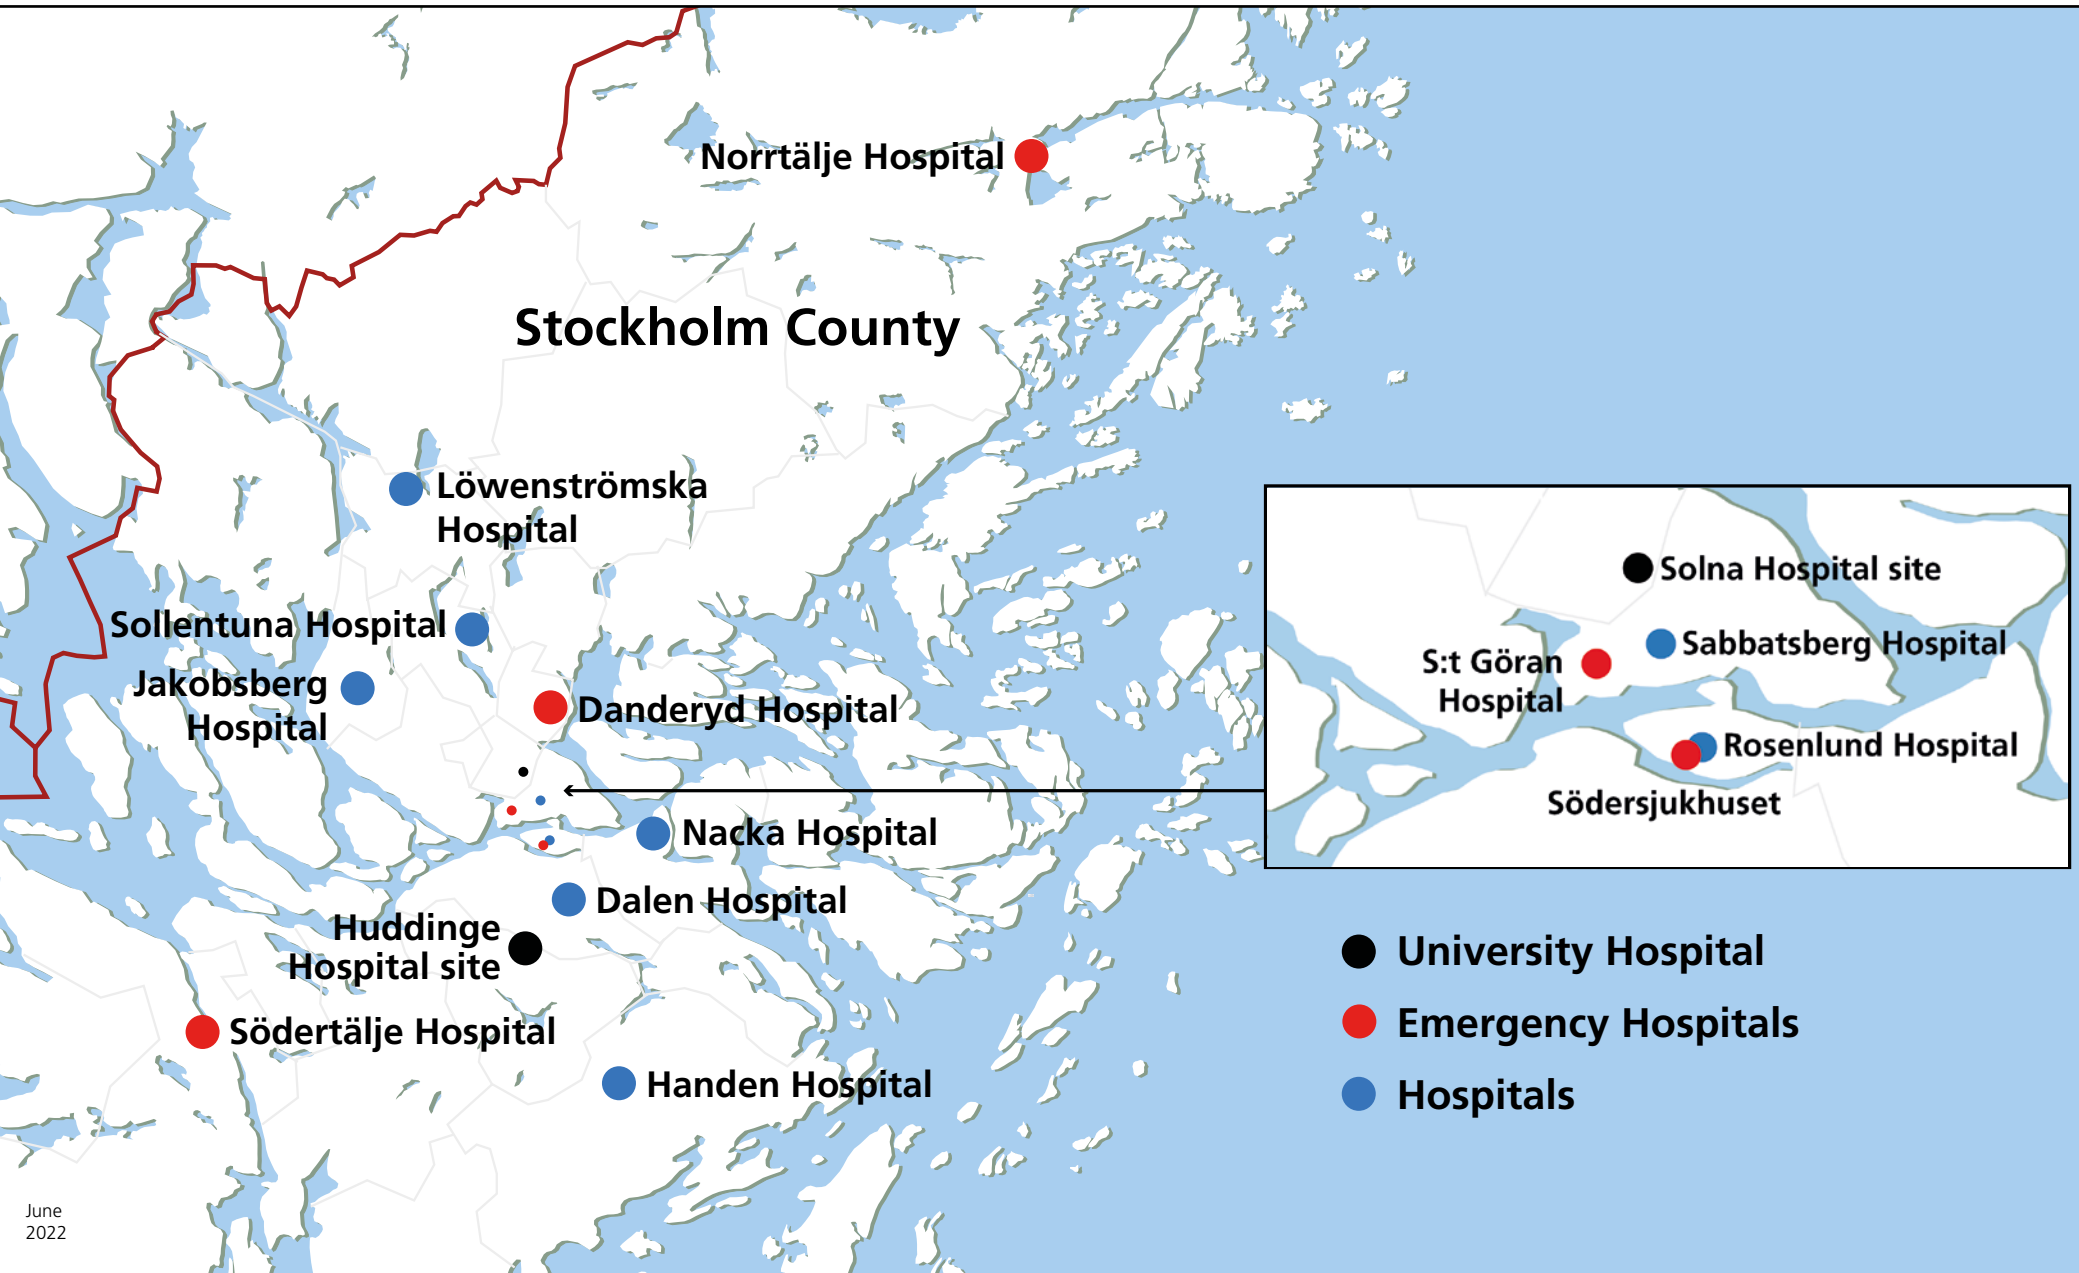 Norrtälje Hospital
Stockholm County
Löwenströmska
Hospital
Sollentuna Hospital
Jakobsberg
Hospital
Danderyd Hospital
Nacka Hospital
Dalen Hospital
Huddinge
Hospital site
Södertälje Hospital
Handen Hospital
Solna Hospital site
Sabbatsberg Hospital
S:t Göran
Hospital
Rosenlund Hospital
Södersjukhuset
University Hospital
Emergency Hospitals
Hospitals
June
2022